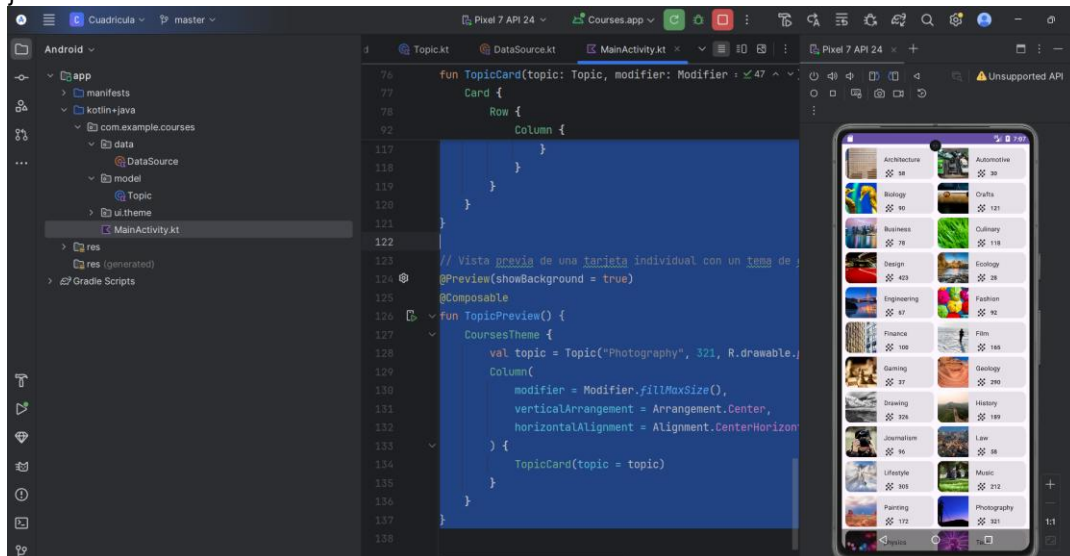 Cuadricula master Pixel 7 API 24 Courses.app
Android
Topic.kt DataSource.kt MainActivity.kt
Pixel 7 API 24
app
manifests
kotlin+java
com.example.courses
data
DataSource
model
Topic
ui.theme
MainActivity.kt
res
res (generated)
Gradle Scripts
76 fun TopicCard(topic: Topic, modifier: Modifier 47
77 Card {
78 Row {
92 Column {
117 }
118 }
119 }
120 }
121 }
122
123 // Vista previa de una tarjeta individual con un tema de
124 @Preview(showBackground = true)
125 @Composable
126 fun TopicPreview() {
127 CoursesTheme {
128 val topic = Topic("Photography", 321, R.drawable.
129 Column(
130 modifier = Modifier.fillMaxSize(),
131 verticalArrangement = Arrangement.Center,
132 horizontalAlignment = Alignment.CenterHorizon
133 ) {
134 TopicCard(topic = topic)
135 }
136 }
137 }
138
Unsupported API
7:07
Architecture Automotive
58 30
Biology Crafts
90 121
Business Culinary
78 118
Design Ecology
423 28
Engineering Fashion
67 92
Finance Film
100 165
Gaming Geology
37 290
Drawing History
326 189
Journalism Law
96 58
Lifestyle Music
305 212
Painting Photography
172 321
Physics
1:1